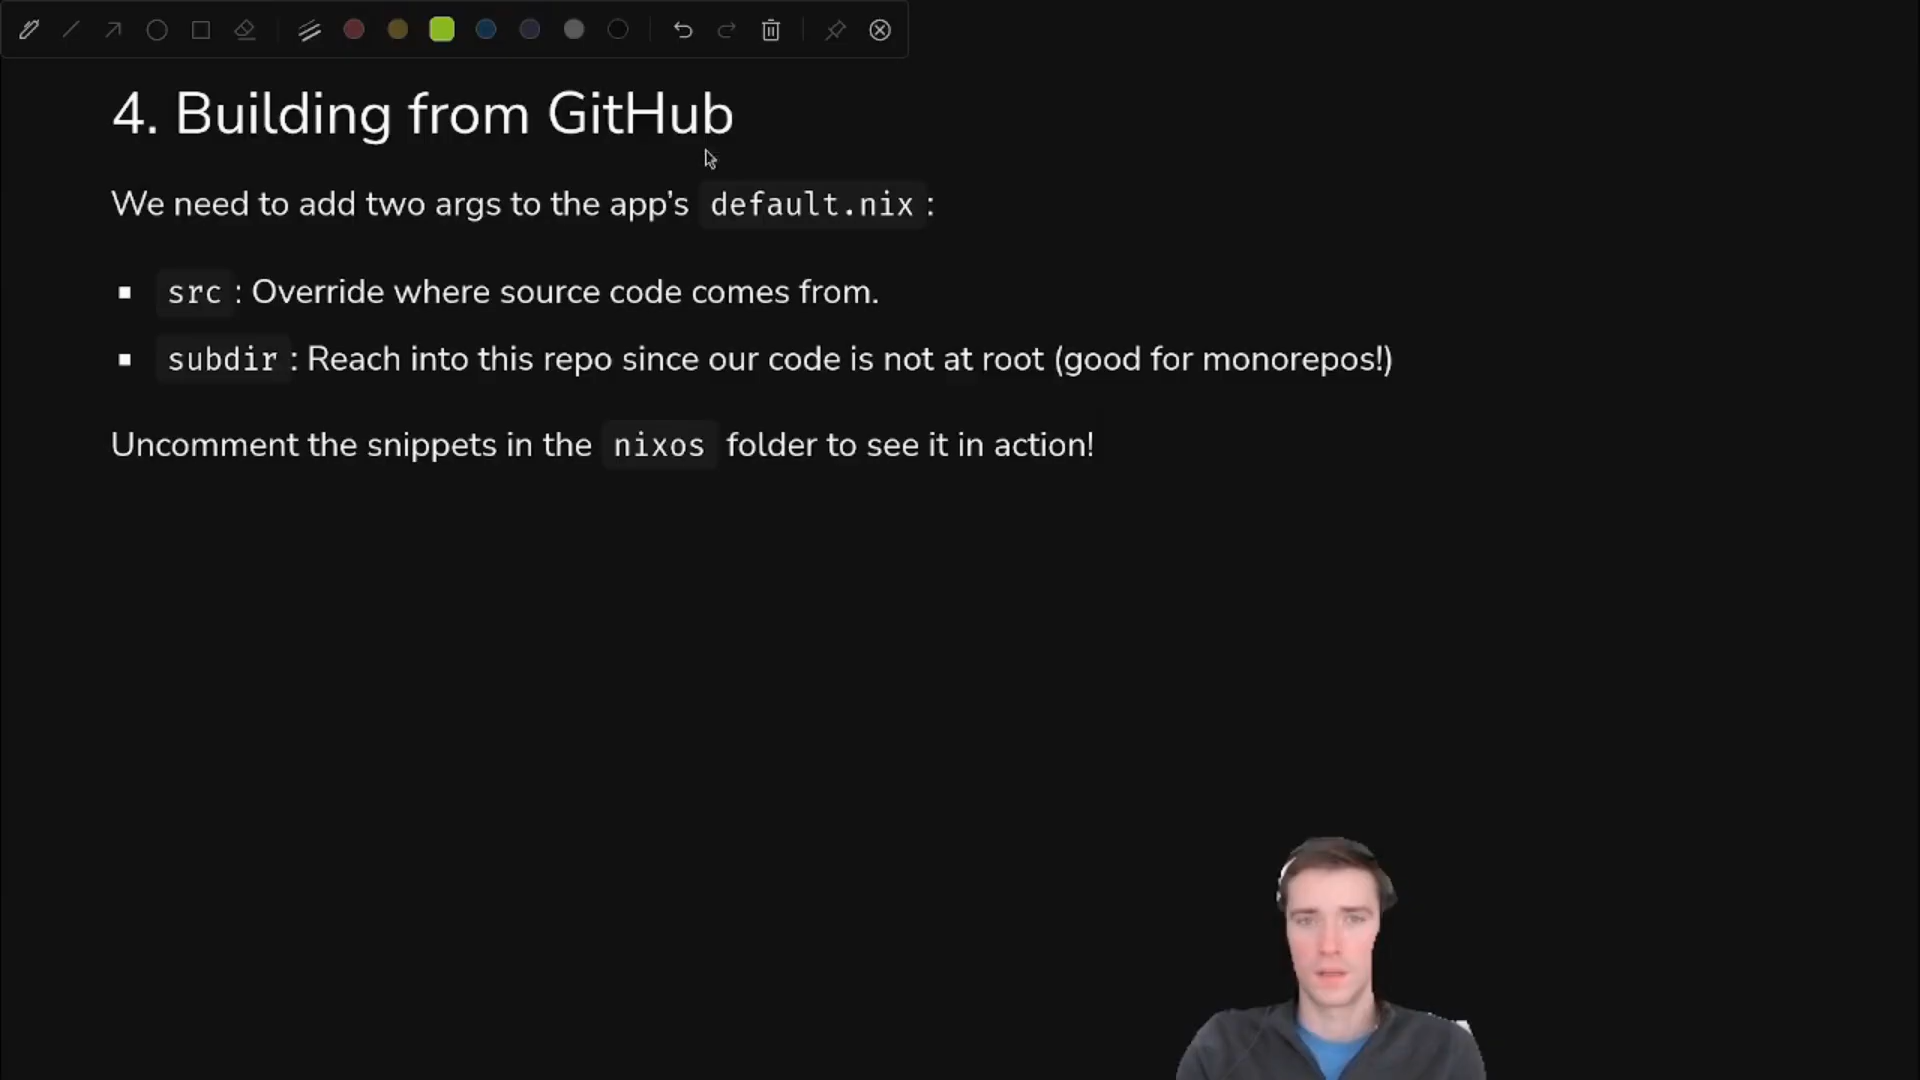 4. Building from GitHub
We need to add two args to the app’s default.nix :
src : Override where source code comes from.
subdir : Reach into this repo since our code is not at root (good for monorepos!)
Uncomment the snippets in the nixos folder to see it in action!